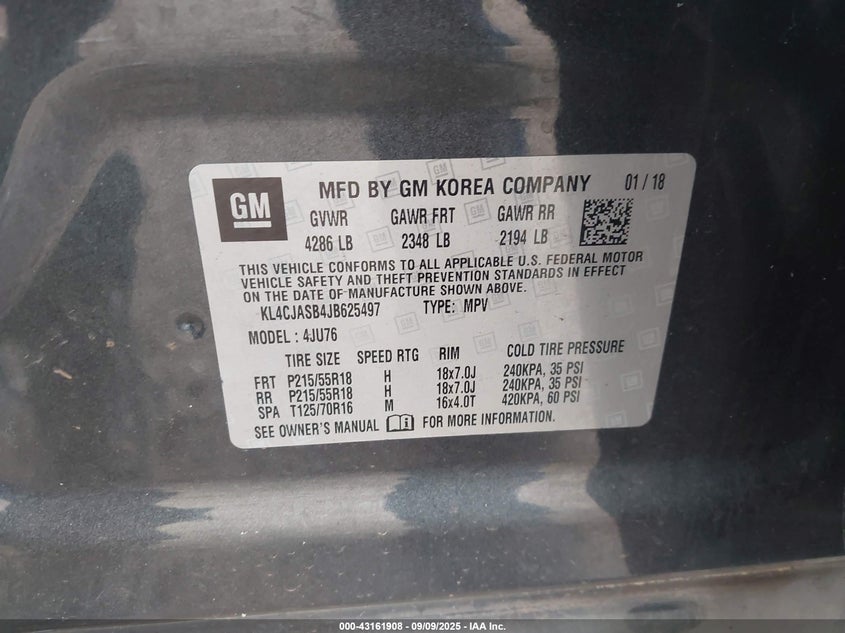 GM
MFD BY GM KOREA COMPANY 01 / 18
GVWR GAWR FRT GAWR RR
4286 LB 2348 LB 2194 LB
THIS VEHICLE CONFORMS TO ALL APPLICABLE U.S. FEDERAL MOTOR
VEHICLE SAFETY AND THEFT PREVENTION STANDARDS IN EFFECT
ON THE DATE OF MANUFACTURE SHOWN ABOVE.
KL4CJASB4JB625497 TYPE: MPV
MODEL : 4JU76
TIRE SIZE SPEED RTG RIM COLD TIRE PRESSURE
FRT P215/55R18 H 18x7.0J 240KPA, 35 PSI
RR P215/55R18 H 18x7.0J 240KPA, 35 PSI
SPA T125/70R16 M 16x4.0T 420KPA, 60 PSI
SEE OWNER'S MANUAL FOR MORE INFORMATION.
000-43161908 - 09/09/2025 - IAA Inc.